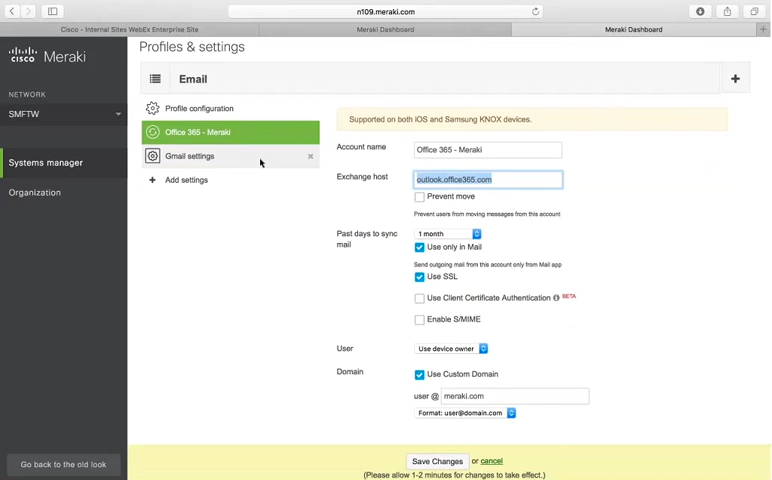 n109.meraki.com
Cisco - Internal Sites WebEx Enterprise Site
Meraki Dashboard
Meraki Dashboard
cisco Meraki
NETWORK
SMFTW
Systems manager
Organization
Go back to the old look
Profiles & settings
Email
Profile configuration
Office 365 - Meraki
Gmail settings
Add settings
Supported on both iOS and Samsung KNOX devices.
Account name
Office 365 - Meraki
Exchange host
outlook.office365.com
Prevent move
Prevent users from moving messages from this account
Past days to sync
mail
1 month
Use only in Mail
Send outgoing mail from this account only from Mail app
Use SSL
Use Client Certificate Authentication BETA
Enable S/MIME
User
Use device owner
Domain
Use Custom Domain
user @ meraki.com
Format: user@domain.com
Save Changes or cancel
(Please allow 1-2 minutes for changes to take effect.)